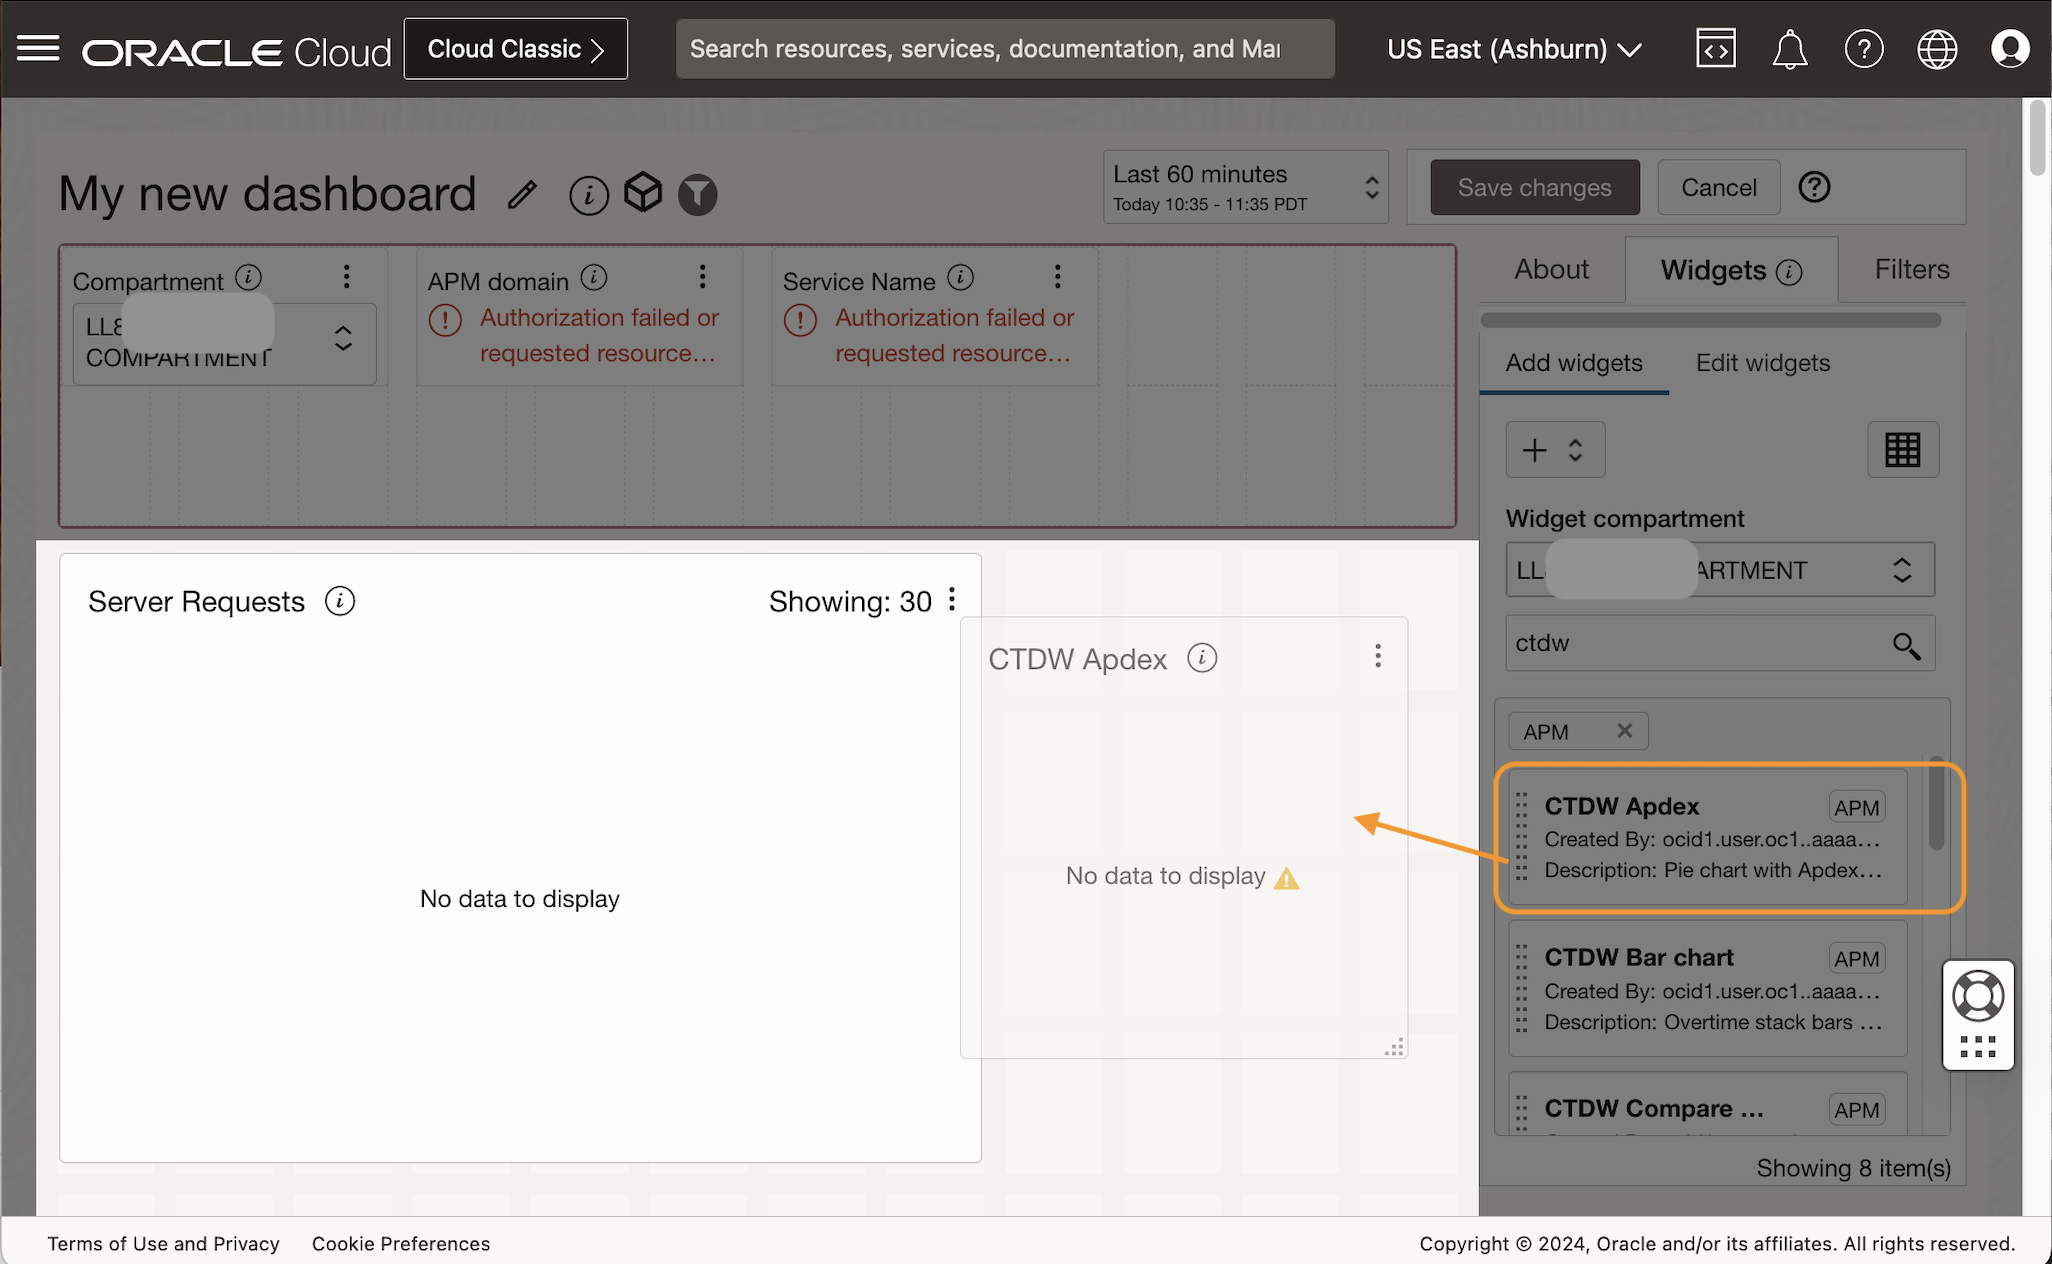 ORACLE Cloud
Cloud Classic
Search resources, services, documentation, and Mar
US East (Ashburn)
My new dashboard
Last 60 minutes
Today 10:35 - 11:35 PDT
Save changes
Cancel
Compartment
LL8
COMPARTMENT
APM domain
Authorization failed or
requested resource...
Service Name
Authorization failed or
requested resource...
About
Widgets
Filters
Add widgets
Edit widgets
Widget compartment
LL
ARTMENT
ctdw
APM
CTDW Apdex
APM
Created By: ocid1.user.oc1..aaaa...
Description: Pie chart with Apdex...
CTDW Bar chart
APM
Created By: ocid1.user.oc1..aaaa...
Description: Overtime stack bars ...
CTDW Compare ...
APM
Showing 8 item(s)
Server Requests
Showing: 30
No data to display
CTDW Apdex
No data to display
Terms of Use and Privacy
Cookie Preferences
Copyright © 2024, Oracle and/or its affiliates. All rights reserved.